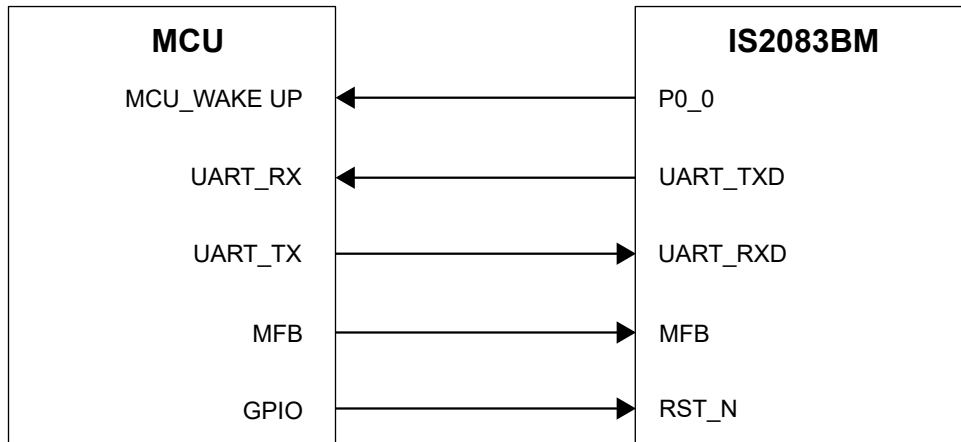 MCU IS2083BM
MCU_WAKE UP P0_0
UART_RX UART_TXD
UART_TX UART_RXD
MFB MFB
GPIO RST_N